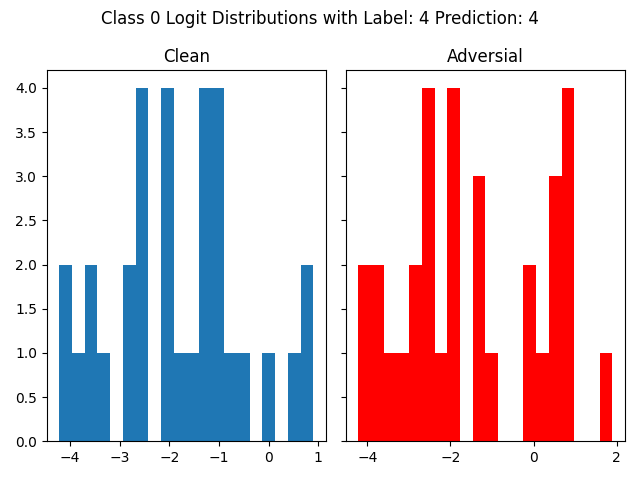 Class 0 Logit Distributions with Label: 4 Prediction: 4
Clean
Adversial
4.0
3.5
3.0
2.5
2.0
1.5
1.0
0.5
0.0
−4 −3 −2 −1 0 1
−4 −2 0 2